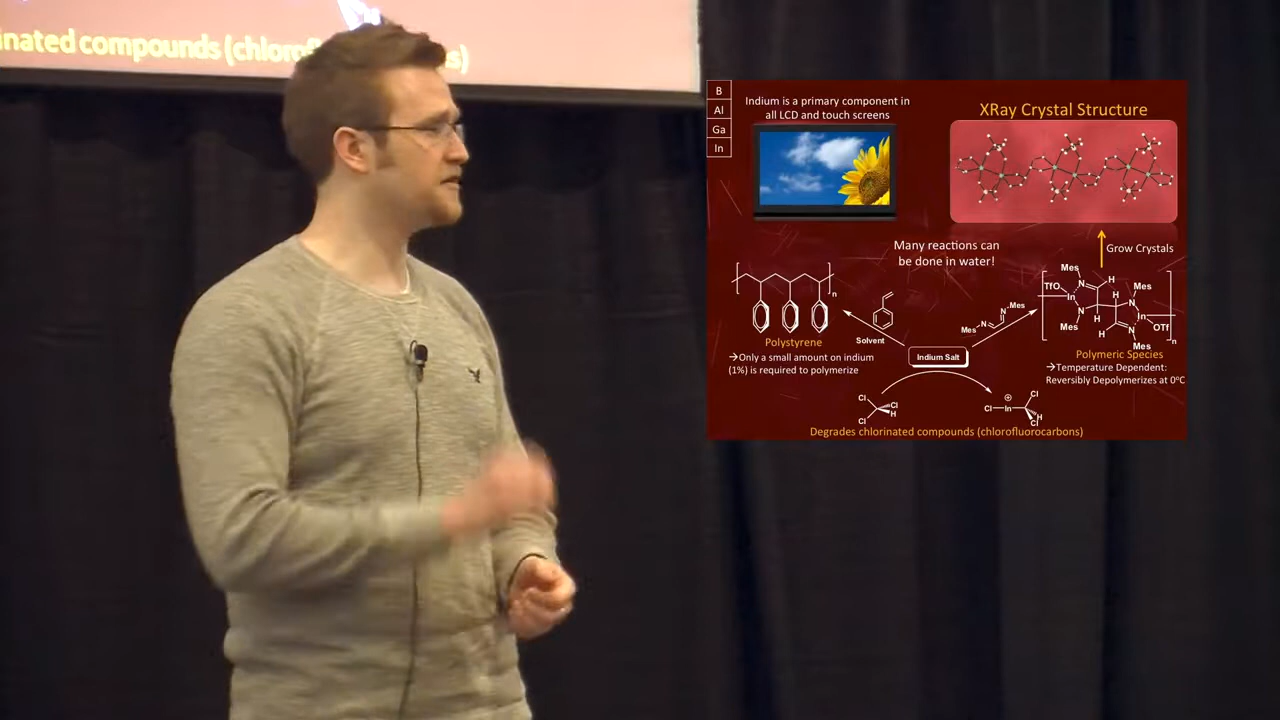 inated compounds (chlorof s)
B
Al
Ga
In
Indium is a primary component in
all LCD and touch screens
XRay Crystal Structure
Many reactions can
be done in water!
Grow Crystals
n
Polystyrene
→Only a small amount on indium
(1%) is required to polymerize
Solvent
Mes
N
N
Mes
Indium Salt
Mes
TfO
In
N
H
H
Mes
N
N
Mes
H
In
H
N
OTf
Mes
n
Polymeric Species
→Temperature Dependent:
Reversibly Depolymerizes at 0°C
Cl
Cl
H
Cl
⊕
Cl
Cl
In
H
Cl
Degrades chlorinated compounds (chlorofluorocarbons)